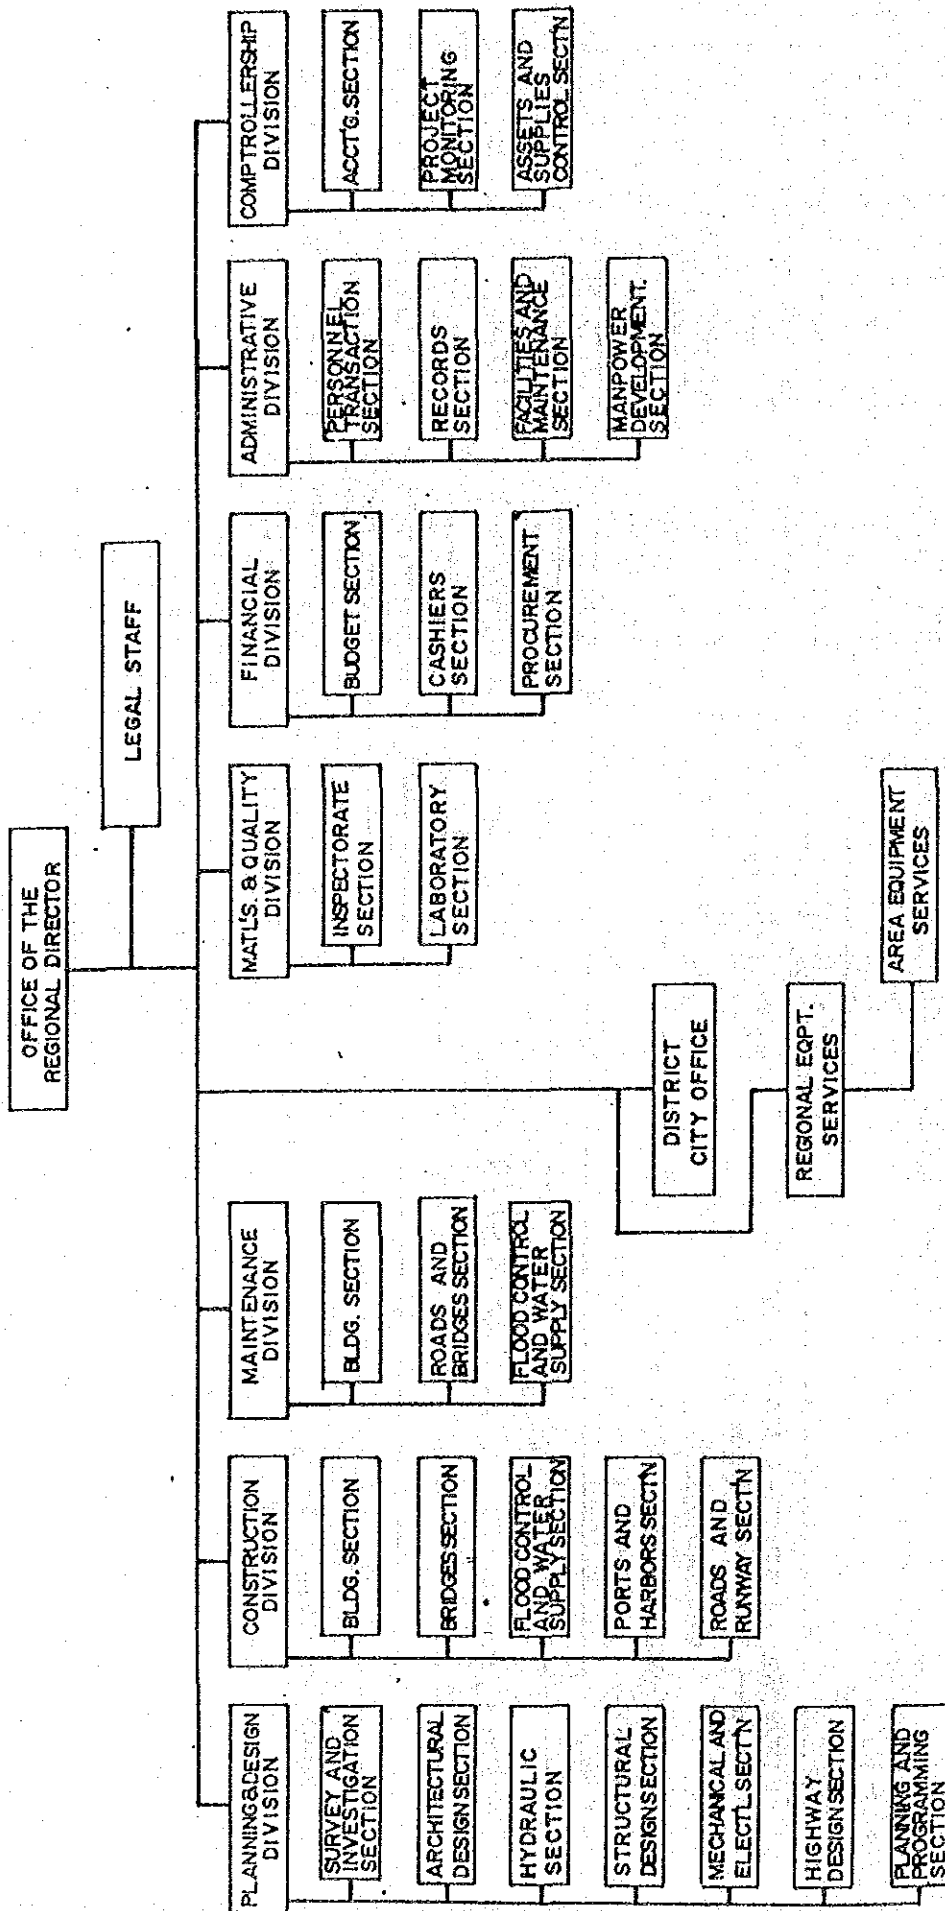 OFFICE OF THE
REGIONAL DIRECTOR
LEGAL STAFF
PLANNING&DESIGN
DIVISION
SURVEY AND
INVESTIGATION
SECTION
ARCHITECTURAL
DESIGN SECTION
HYDRAULIC
SECTION
STRUCTURAL
DESIGN SECTION
MECHANICAL AND
ELECT'L SECT'N
HIGHWAY
DESIGN SECTION
PLANNING AND
PROGRAMMING
SECTION
CONSTRUCTION
DIVISION
BLDG. SECTION
BRIDGES SECTION
FLOOD CONTROL
AND WATER
SUPPLY SECTION
PORTS AND
HARBORS SECT'N
ROADS AND
RUNWAY SECT'N
MAINTENANCE
DIVISION
BLDG. SECTION
ROADS AND
BRIDGES SECTION
FLOOD CONTROL
AND WATER
SUPPLY SECTION
DISTRICT
CITY OFFICE
REGIONAL EQPT.
SERVICES
AREA EQUIPMENT
SERVICES
MATL'S. & QUALITY
DIVISION
INSPECTORATE
SECTION
LABORATORY
SECTION
FINANCIAL
DIVISION
BUDGET SECTION
CASHIERS
SECTION
PROCUREMENT
SECTION
ADMINISTRATIVE
DIVISION
PERSONNEL
TRANSACTION
SECTION
RECORDS
SECTION
FACILITIES AND
MAINTENANCE
SECTION
MANPOWER
DEVELOPMENT.
SECTION
COMPTROLLERSHIP
DIVISION
ACCT'G. SECTION
PROJECT
MONITORING
SECTION
ASSETS AND
SUPPLIES
CONTROL SECT'N